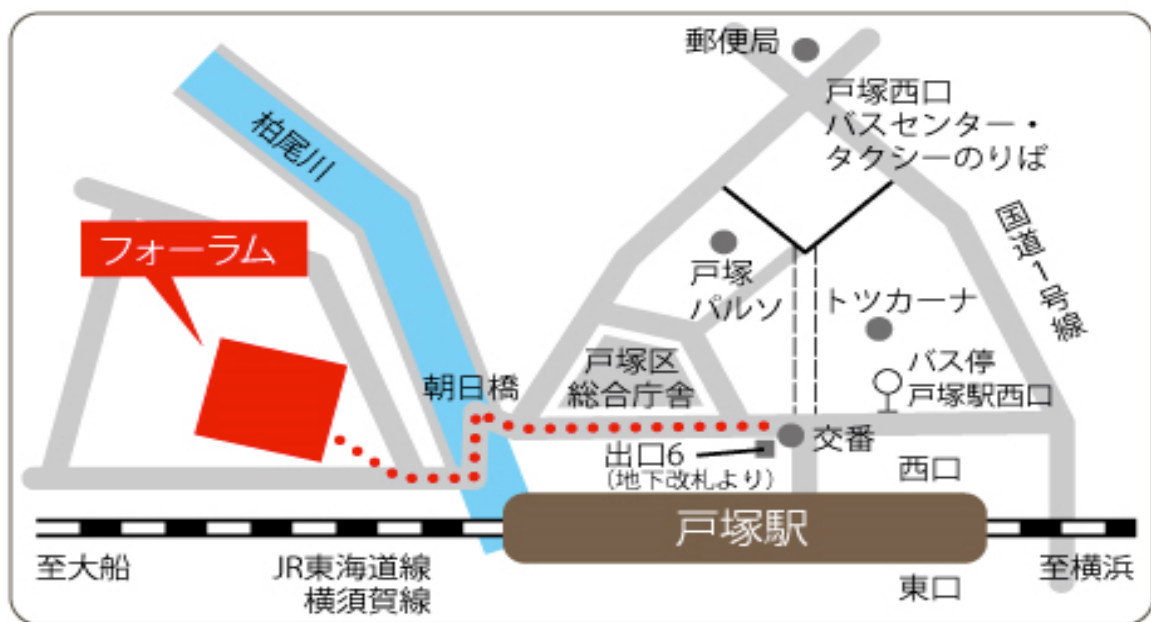 郵便局
戸塚西口
バスセンター・
タクシーのりば
柏尾川
国道1号線
フォーラム
戸塚
パルソ
トツカーナ
戸塚区
総合庁舎
バス停
戸塚駅西口
朝日橋
交番
出口6
(地下改札より)
西口
戸塚駅
至大船
JR東海道線
横須賀線
至横浜
東口